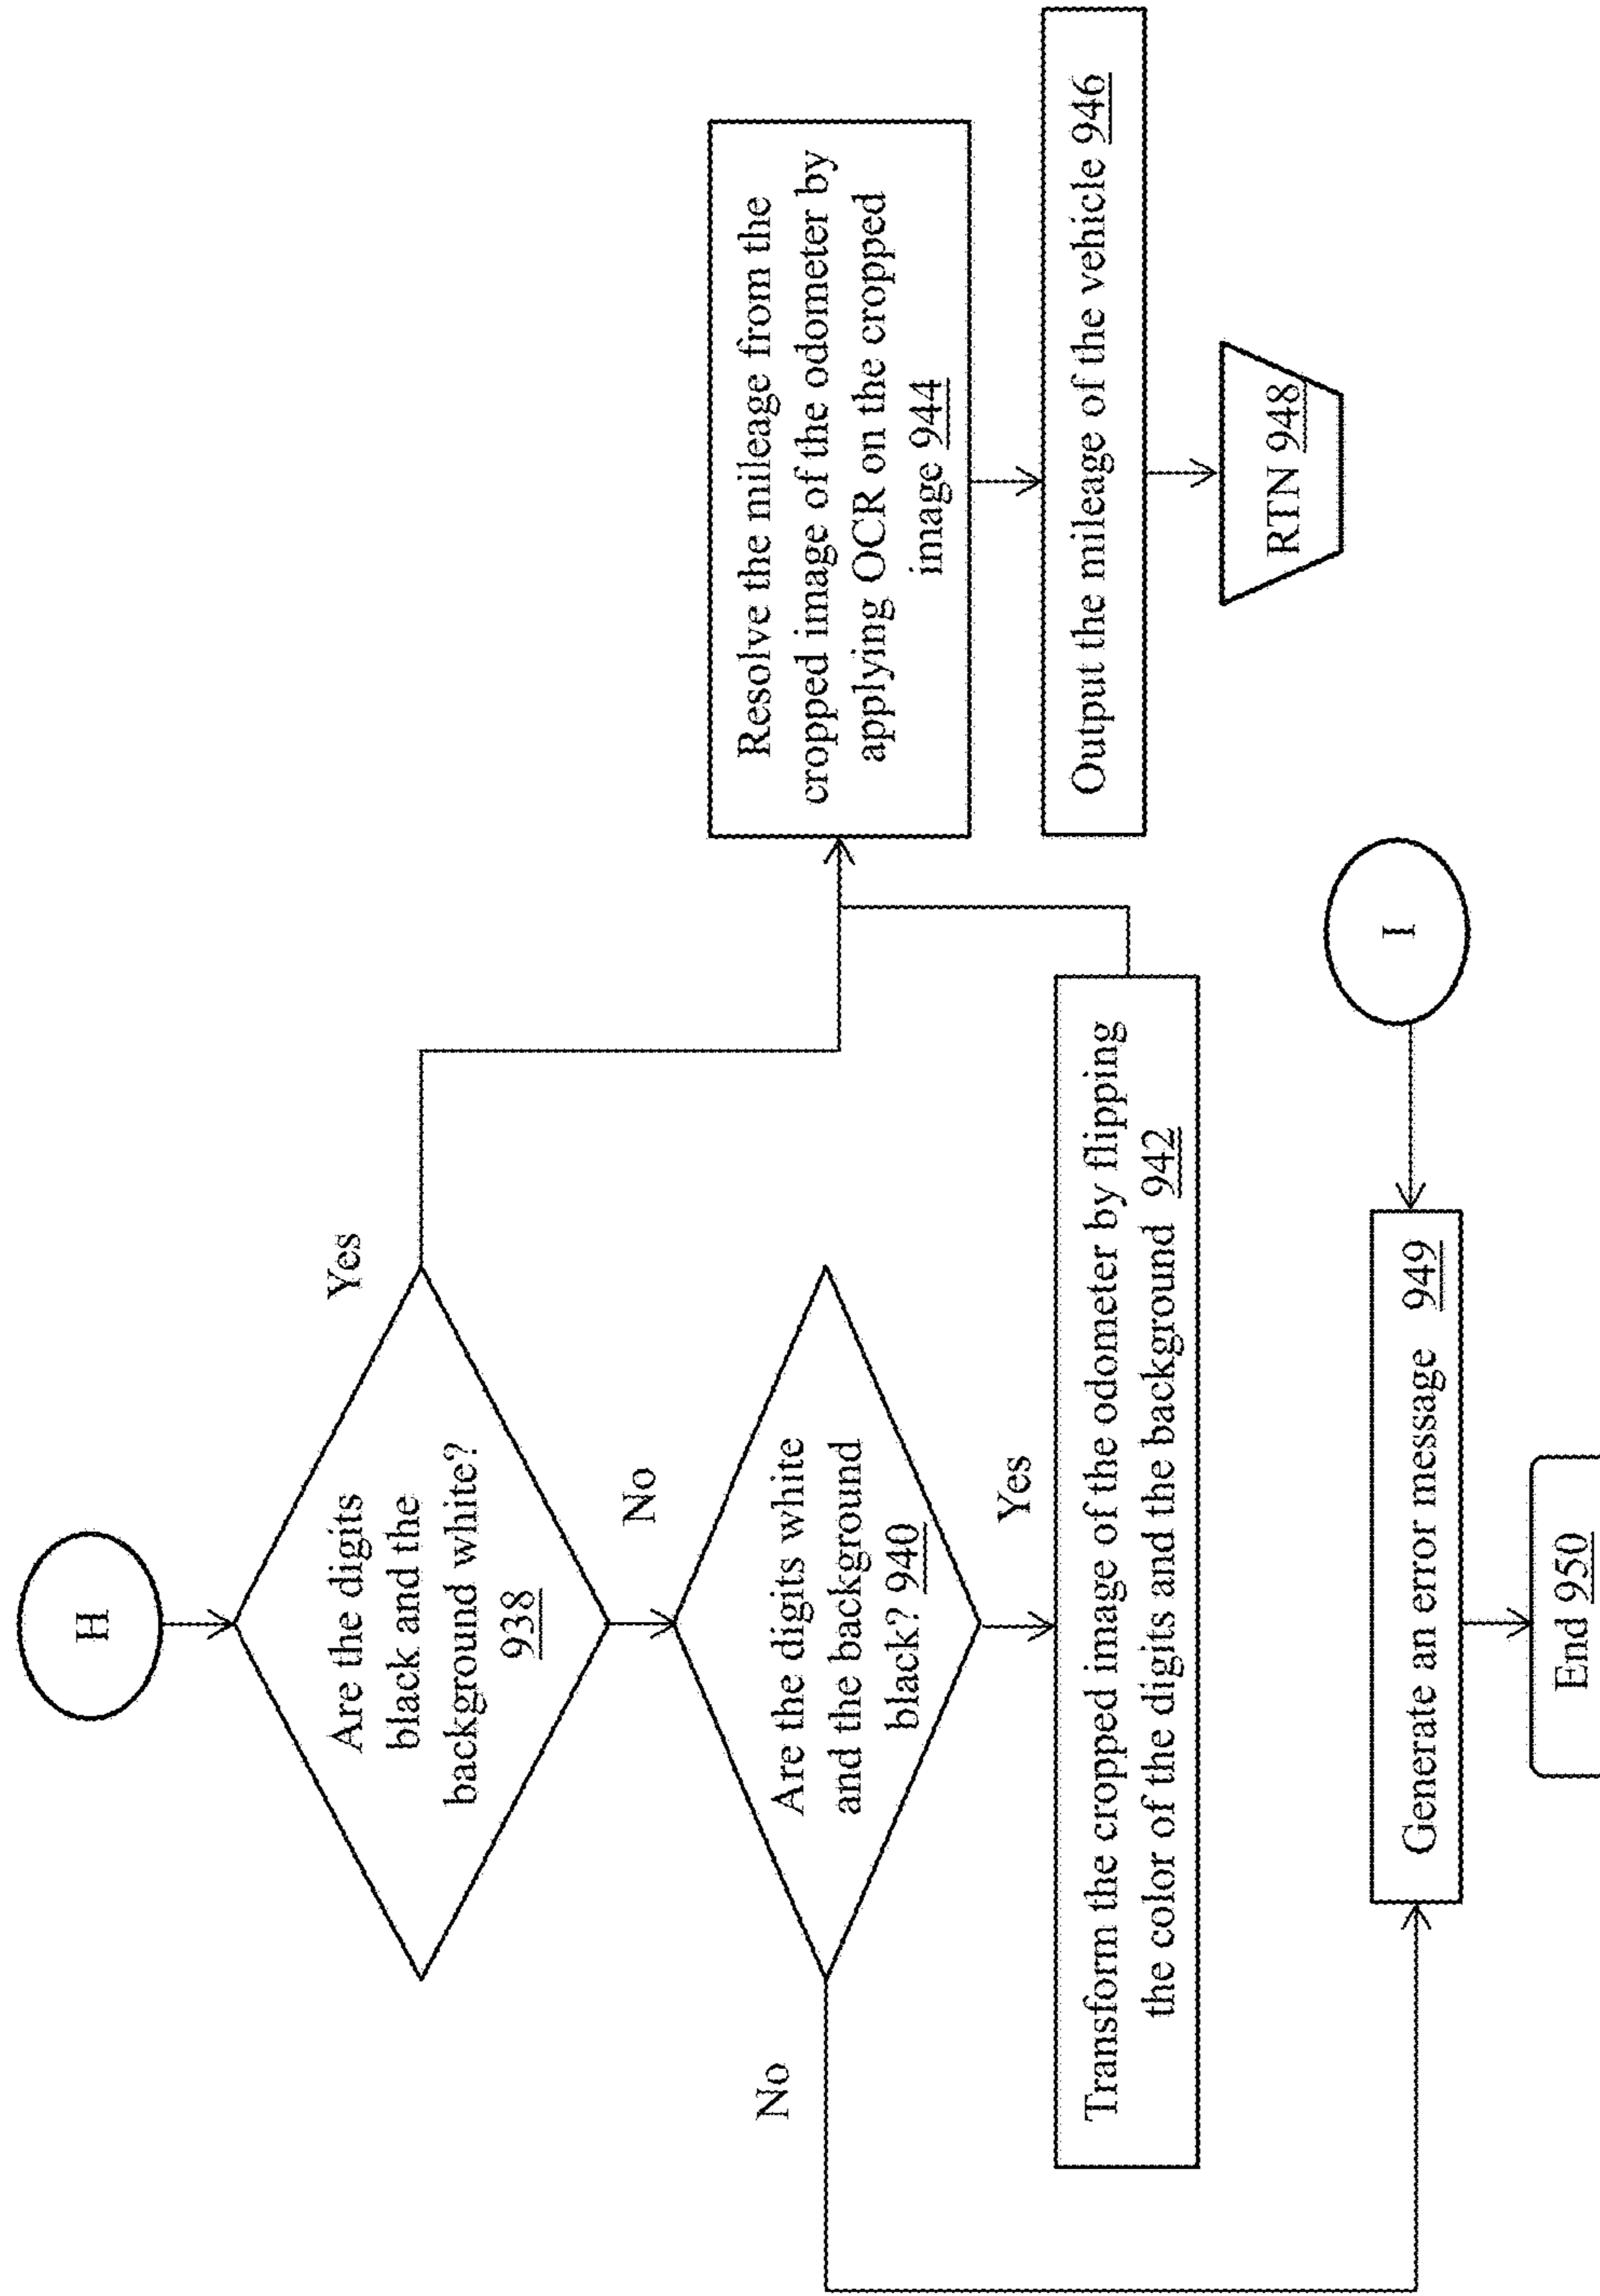 H
Are the digits
black and the
background white?
938
Yes
No
Are the digits white
and the background
black? 940
No
Yes
Transform the cropped image of the odometer by flipping
the color of the digits and the background 942
Resolve the mileage from the
cropped image of the odometer by
applying OCR on the cropped
image 944
Output the mileage of the vehicle 946
RTN 948
I
Generate an error message 949
End 950